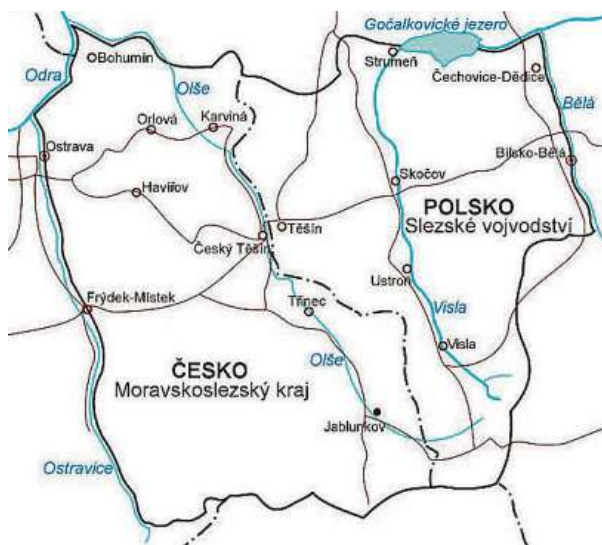 Gočalkovické jezero
Odra
Bohumín
Strumeň
Čechovice-Dědice
Olše
Bělá
Orlová
Karviná
Ostrava
Bílsko-Bělá
Skočov
Havířov
POLSKO
Slezské vojvodství
Těšín
Český Těšín
Ustroň
Třinec
Frýdek-Místek
Visla
Visla
Olše
ČESKO
Moravskoslezský kraj
Jablunkov
Ostravice